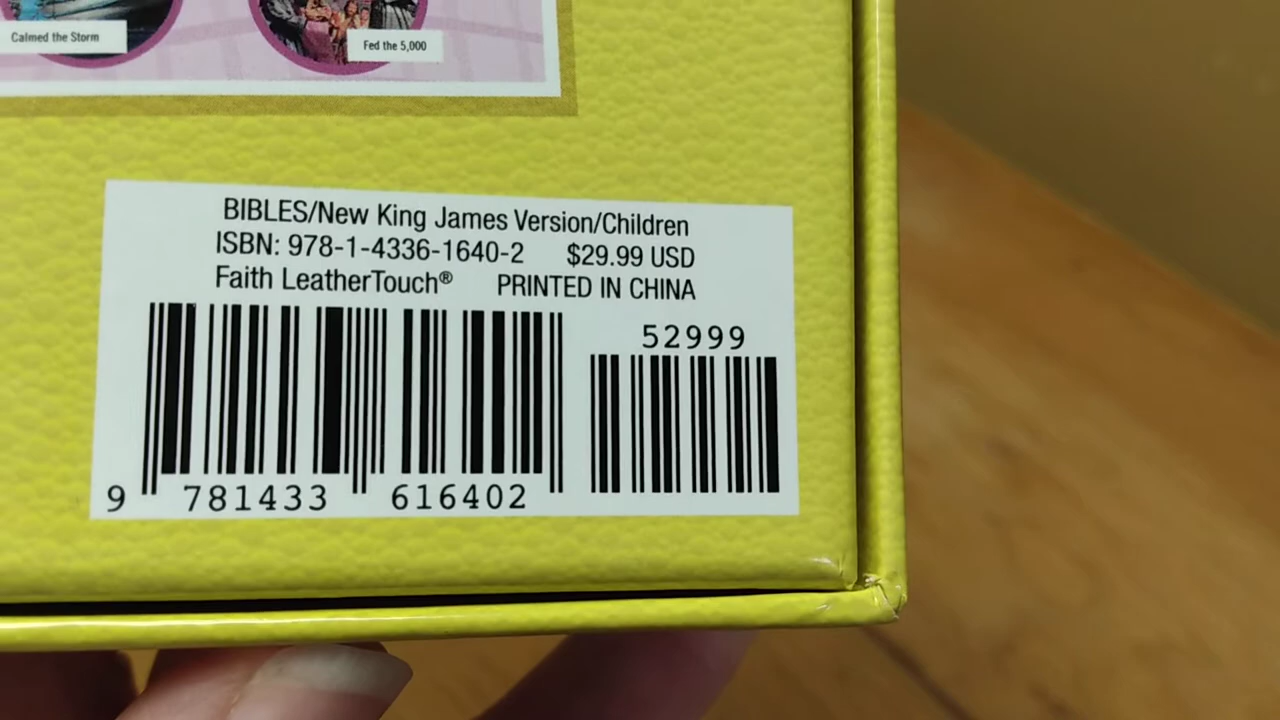 Calmed the Storm
Fed the 5,000
BIBLES/New King James Version/Children
ISBN: 978-1-4336-1640-2 $29.99 USD
Faith LeatherTouch® PRINTED IN CHINA
52999
9 781433 616402